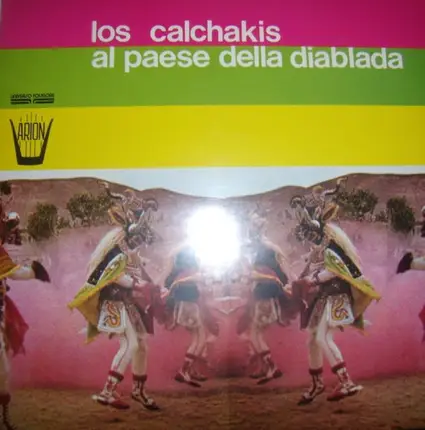 los calchakis
al paese della diablada
ARION